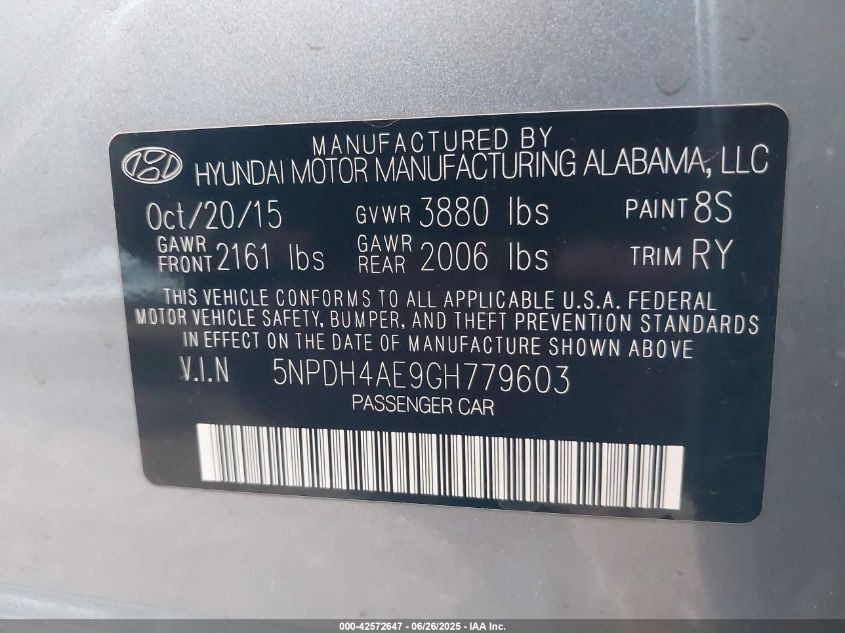 MANUFACTURED BY
HYUNDAI MOTOR MANUFACTURING ALABAMA, LLC
Oct/20/15 GVWR 3880 lbs PAINT 8S
GAWR FRONT 2161 lbs GAWR REAR 2006 lbs TRIM RY
THIS VEHICLE CONFORMS TO ALL APPLICABLE U.S.A. FEDERAL
MOTOR VEHICLE SAFETY, BUMPER, AND THEFT PREVENTION STANDARDS
IN EFFECT ON THE DATE OF MANUFACTURE SHOWN ABOVE
V.I.N 5NPDH4AE9GH779603
PASSENGER CAR
000-42572647 - 06/26/2025 - IAA Inc.